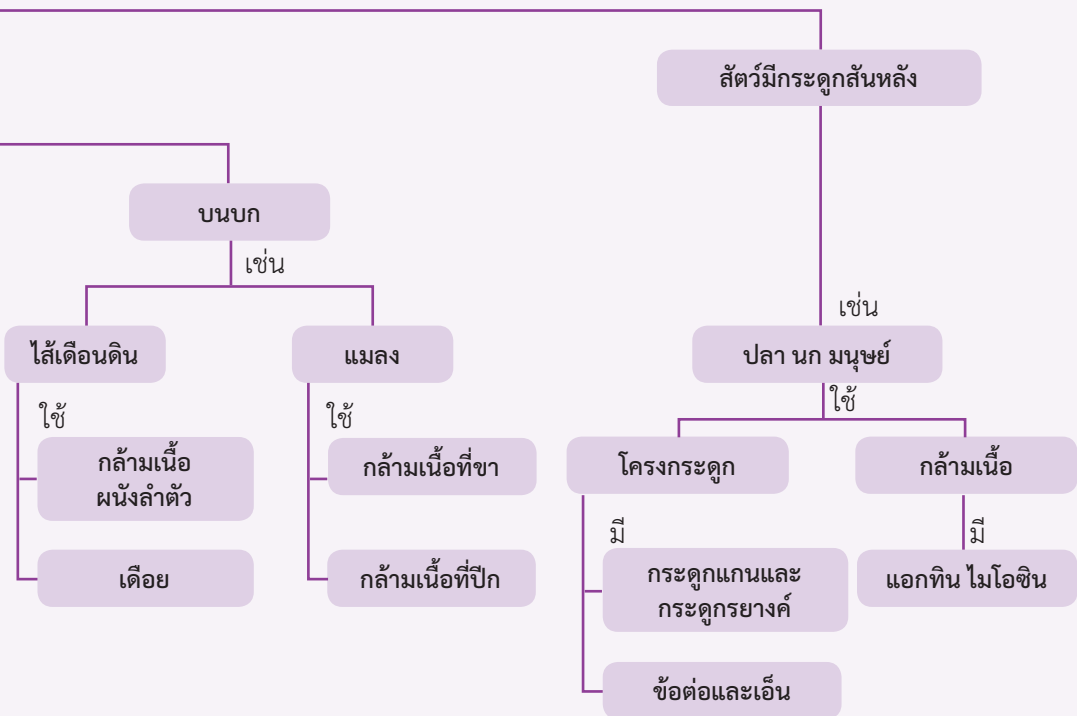 สัตว์มีกระดูกสันหลัง
บนบก
เช่น
เช่น
ไส้เดือนดิน
แมลง
ปลา นก มนุษย์
ใช้
ใช้
ใช้
กล้ามเนื้อ
ผนังลำตัว
กล้ามเนื้อที่ขา
โครงกระดูก
กล้ามเนื้อ
มี
มี
เดือย
กล้ามเนื้อที่ปีก
กระดูกแกนและ
กระดูกรยางค์
แอกทิน ไมโอซิน
ข้อต่อและเอ็น